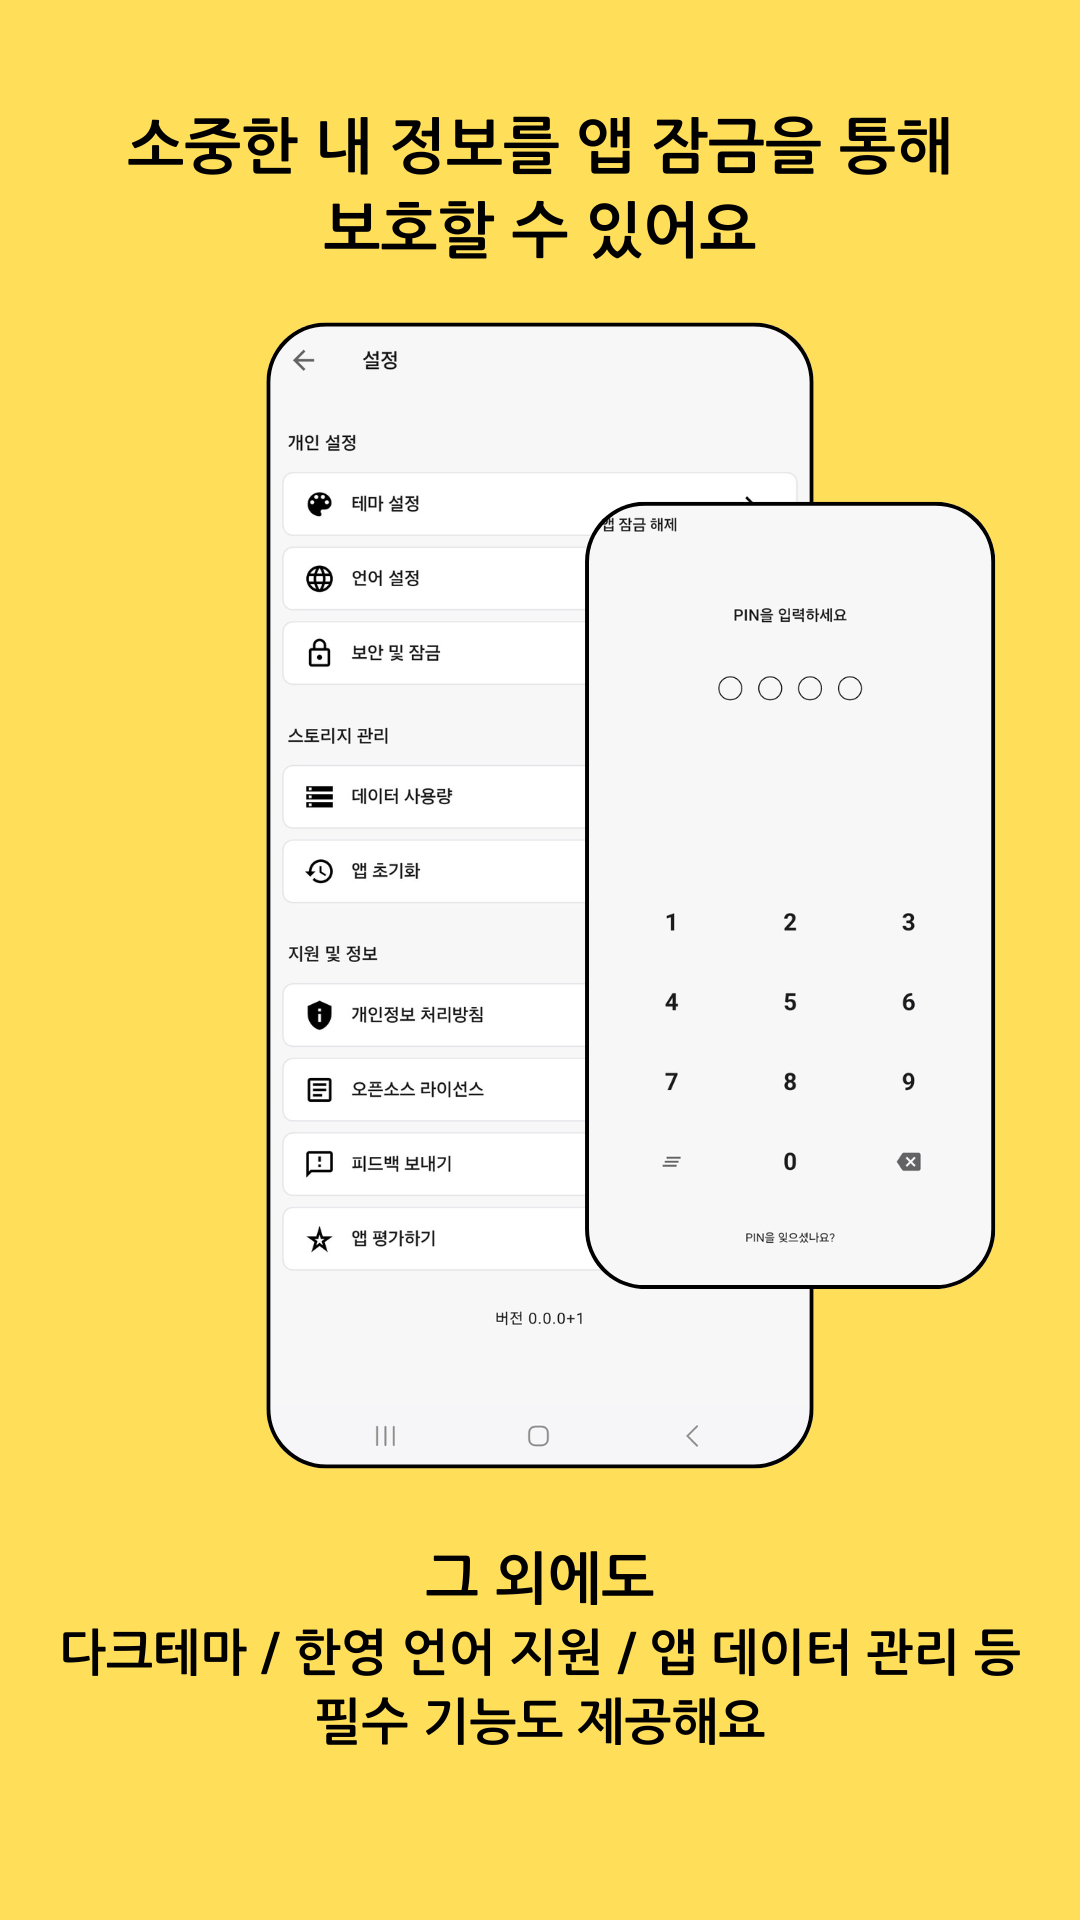 소중한 내 정보를 앱 잠금을 통해
보호할 수 있어요
설정
개인 설정
테마 설정
언어 설정
보안 및 잠금
스토리지 관리
데이터 사용량
앱 초기화
지원 및 정보
개인정보 처리방침
오픈소스 라이선스
피드백 보내기
앱 평가하기
버전 0.0.0+1
앱 잠금 해제
PIN을 입력하세요
1 2 3
4 5 6
7 8 9
0
PIN을 잊으셨나요?
그 외에도
다크테마 / 한영 언어 지원 / 앱 데이터 관리 등
필수 기능도 제공해요